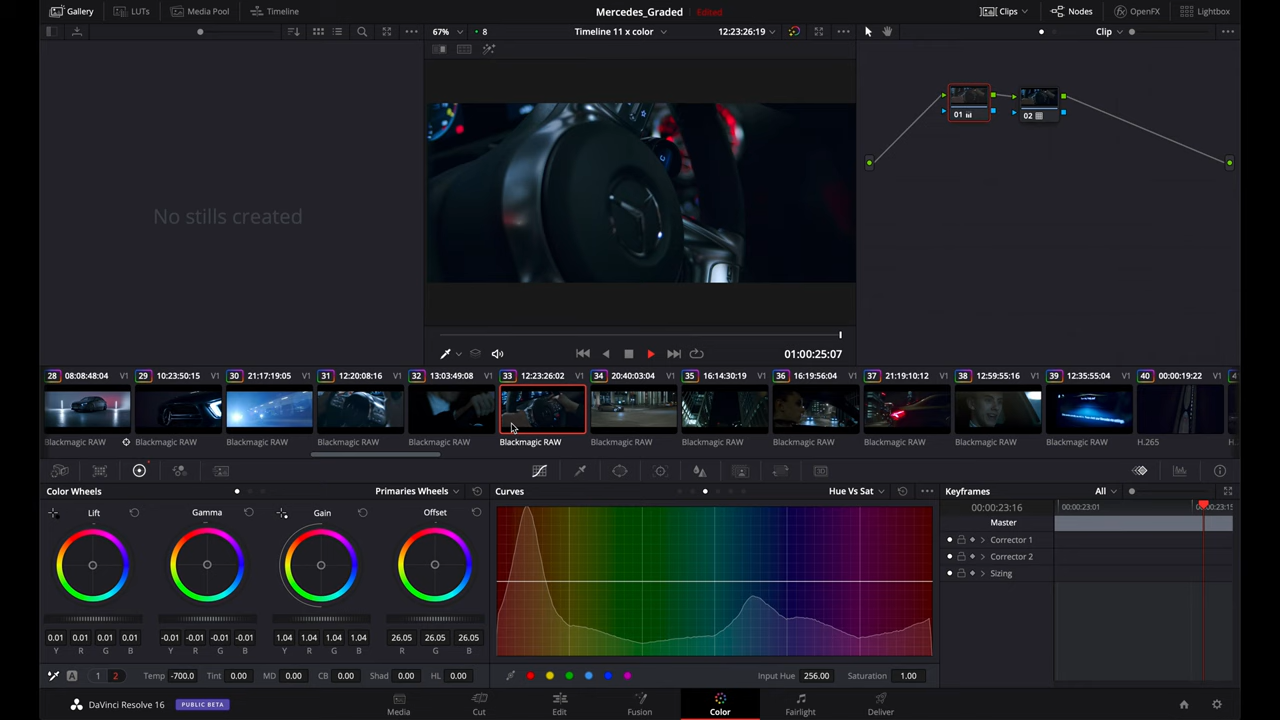 Gallery LUTs Media Pool Timeline Mercedes_Graded Edited Clips Nodes OpenFX Lightbox
67% 8 Timeline 11 x color 12:23:26:19 Clip
No stills created
01 02
01:00:25:07
28 08:08:48:04 V1 29 10:23:50:15 V1 30 21:17:19:05 V1 31 12:20:08:16 V1 32 13:03:49:08 V1 33 12:23:26:02 V1 34 20:40:03:04 V1 35 16:14:30:19 V1 36 16:19:56:04 V1 37 21:19:10:12 V1 38 12:59:55:16 V1 39 12:35:55:04 V1 40 00:00:19:22 V1
Blackmagic RAW Blackmagic RAW Blackmagic RAW Blackmagic RAW Blackmagic RAW Blackmagic RAW Blackmagic RAW Blackmagic RAW Blackmagic RAW Blackmagic RAW Blackmagic RAW Blackmagic RAW H.265
Color Wheels Primaries Wheels Curves Hue Vs Sat Keyframes All
Lift Gamma Gain Offset
00:00:23:16 00:00:23:01
Master
Corrector 1
Corrector 2
Sizing
0.01 0.01 0.01 0.01 -0.01 -0.01 -0.01 -0.01 1.04 1.04 1.04 1.04 26.05 26.05 26.05
Y R G B Y R G B Y R G B R G B
A 1 2 Temp -700.0 Tint 0.00 MD 0.00 CB 0.00 Shad 0.00 HL 0.00 Input Hue 256.00 Saturation 1.00
DaVinci Resolve 16 PUBLIC BETA Media Cut Edit Fusion Color Fairlight Deliver